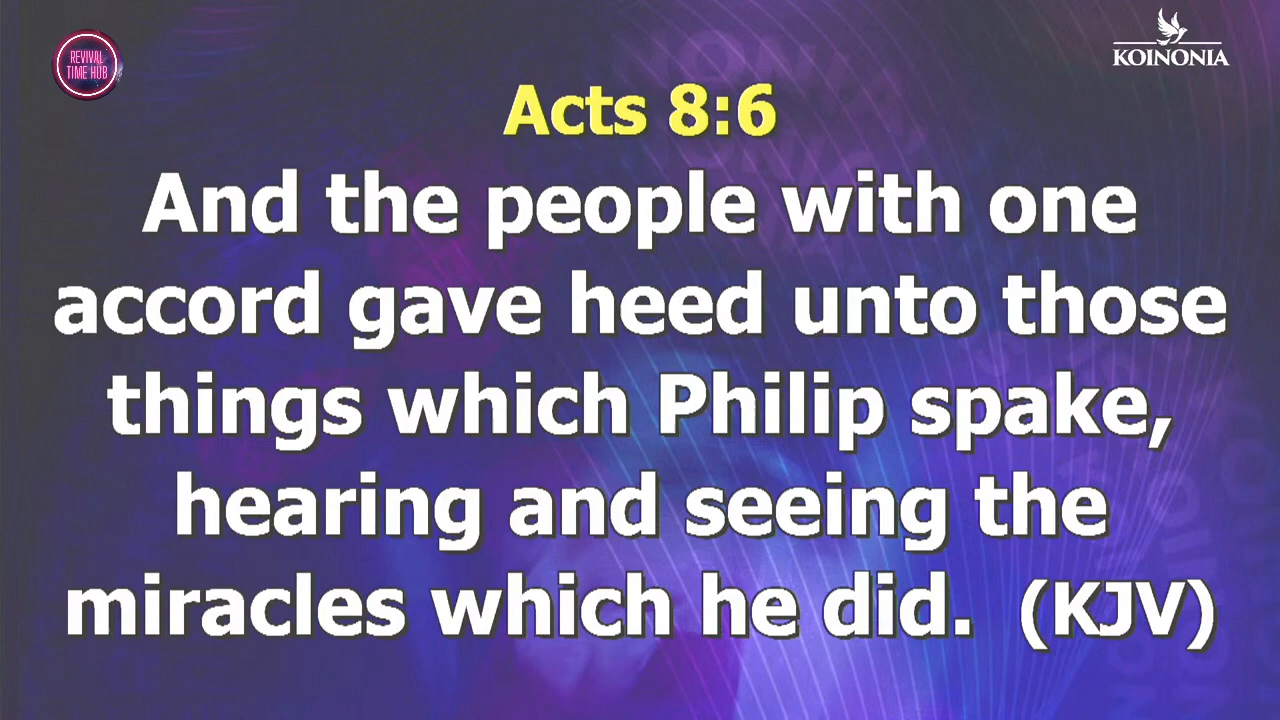 REVIVAL
TIME HUB
KOINONIA
Acts 8:6
And the people with one
accord gave heed unto those
things which Philip spake,
hearing and seeing the
miracles which he did. (KJV)